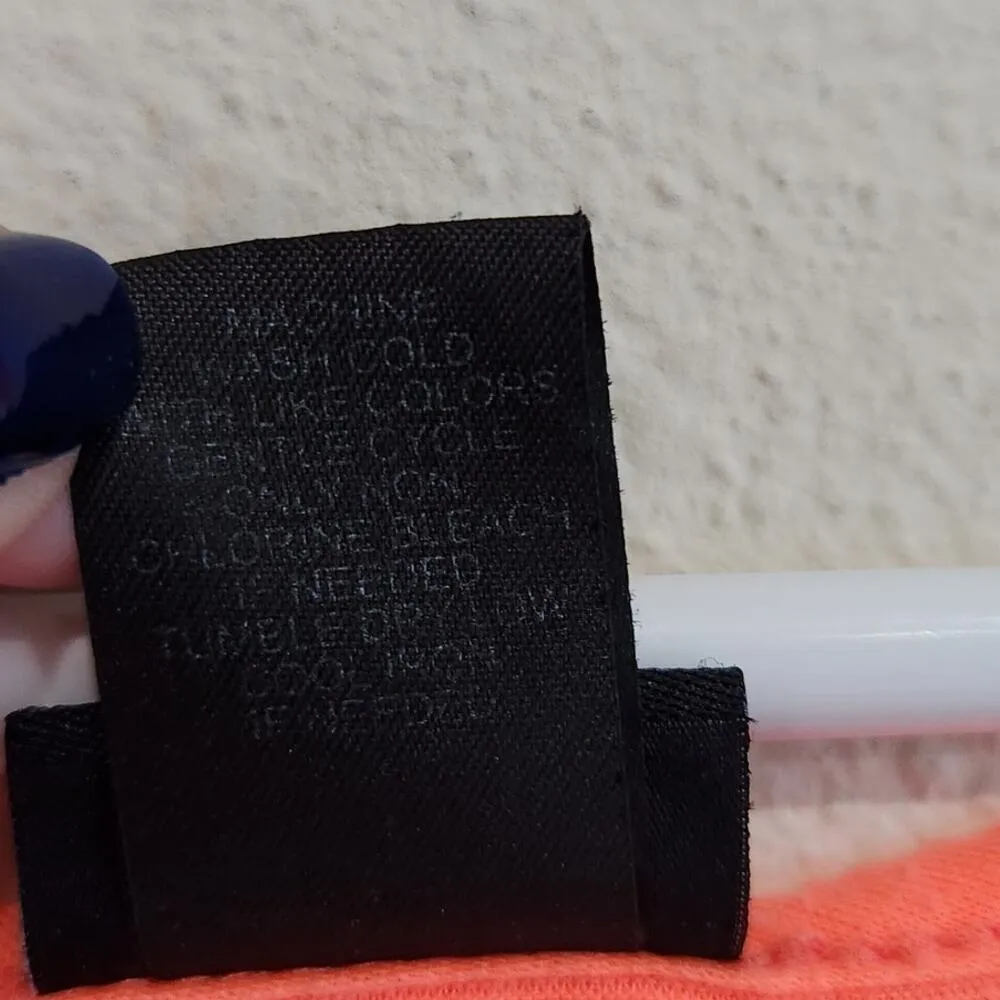 MACHINE
WASH COLD
WITH LIKE COLORS
GENTLE CYCLE
ONLY NON-
CHLORINE BLEACH
IF NEEDED
TUMBLE DRY LOW
COOL IRON
IF NEEDED